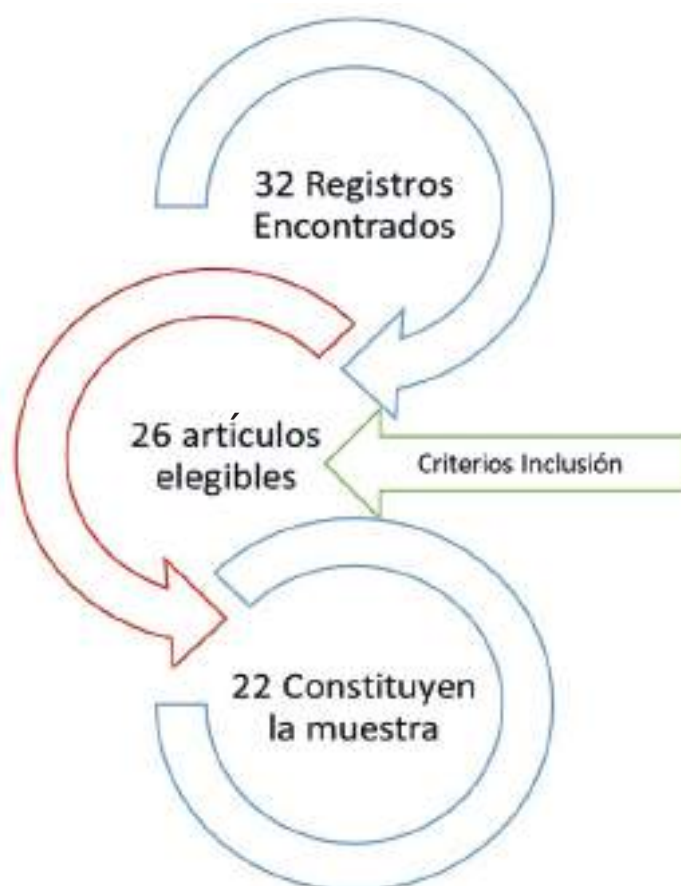 32 Registros
Encontrados
26 artículos
elegibles
Criterios Inclusión
22 Constituyen
la muestra